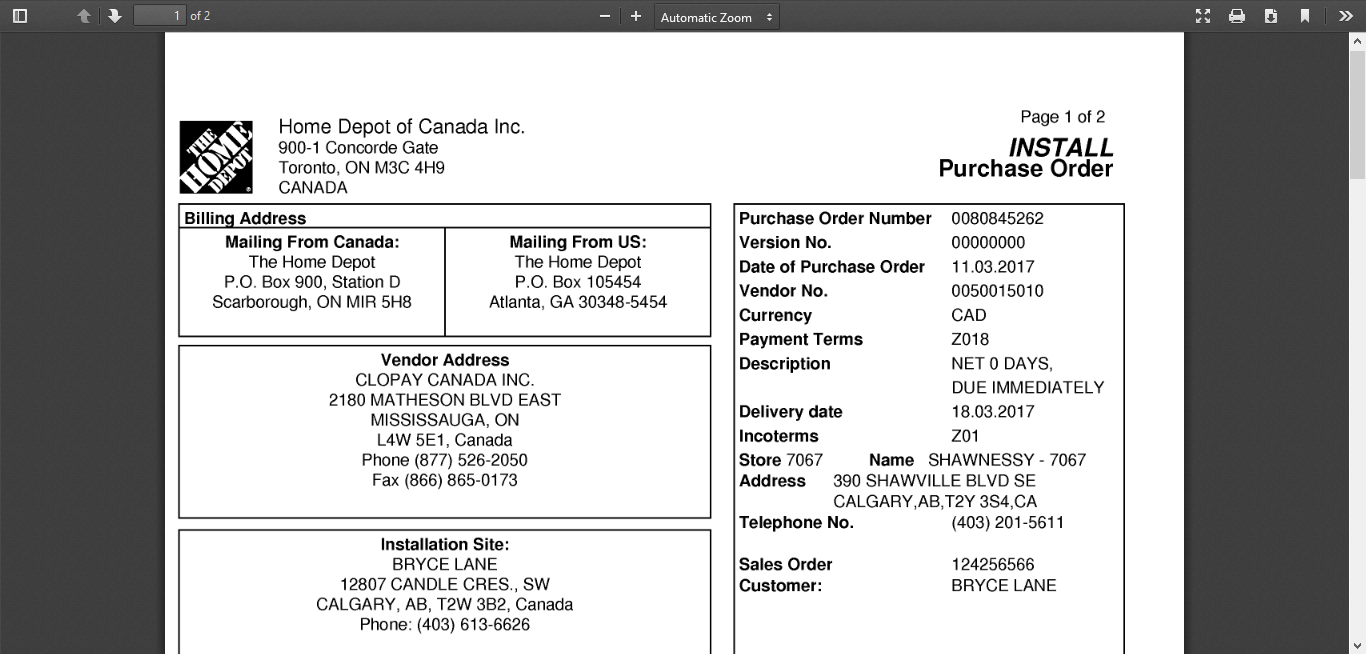 1 of 2
Automatic Zoom
THE HOME DEPOT
Home Depot of Canada Inc.
900-1 Concorde Gate
Toronto, ON M3C 4H9
CANADA
Page 1 of 2
INSTALL
Purchase Order
Billing Address
Mailing From Canada:
The Home Depot
P.O. Box 900, Station D
Scarborough, ON MIR 5H8
Mailing From US:
The Home Depot
P.O. Box 105454
Atlanta, GA 30348-5454
Vendor Address
CLOPAY CANADA INC.
2180 MATHESON BLVD EAST
MISSISSAUGA, ON
L4W 5E1, Canada
Phone (877) 526-2050
Fax (866) 865-0173
Installation Site:
BRYCE LANE
12807 CANDLE CRES., SW
CALGARY, AB, T2W 3B2, Canada
Phone: (403) 613-6626
Purchase Order Number 0080845262
Version No. 00000000
Date of Purchase Order 11.03.2017
Vendor No. 0050015010
Currency CAD
Payment Terms Z018
Description NET 0 DAYS,
DUE IMMEDIATELY
Delivery date 18.03.2017
Incoterms Z01
Store 7067 Name SHAWNESSY - 7067
Address 390 SHAWVILLE BLVD SE
CALGARY,AB,T2Y 3S4,CA
Telephone No. (403) 201-5611
Sales Order 124256566
Customer: BRYCE LANE